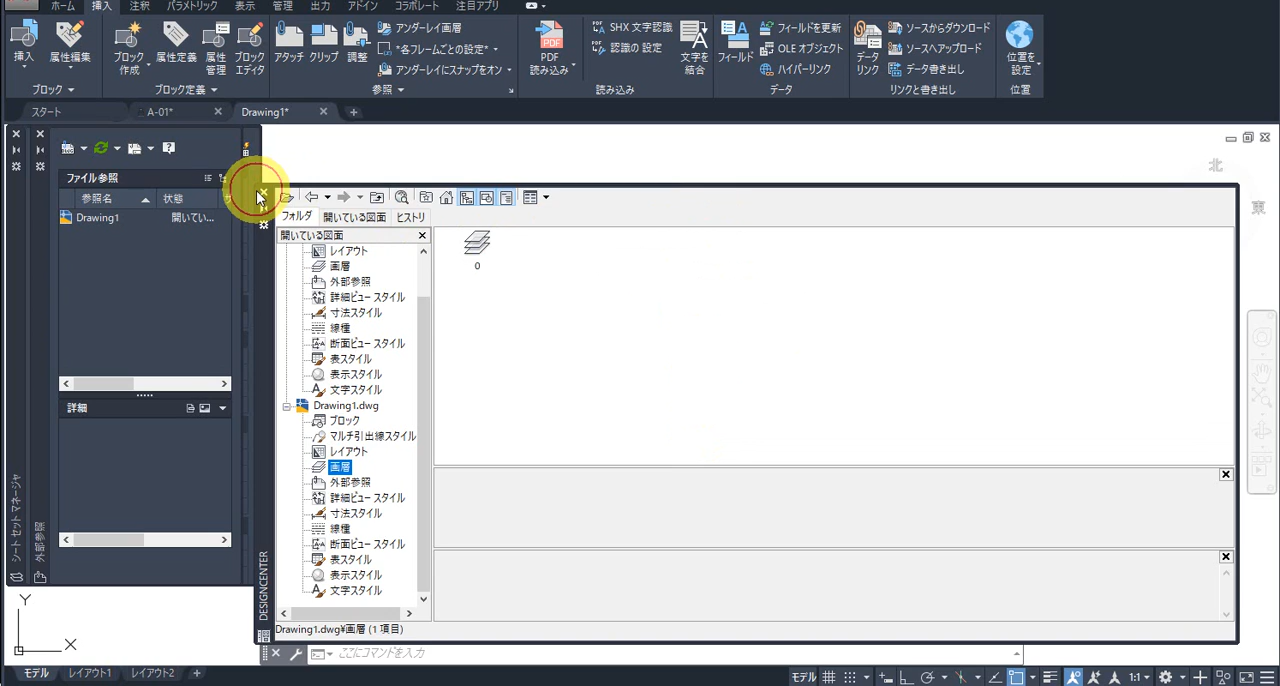 ホーム 挿入 注釈 パラメトリック 表示 管理 出力 アドイン コラボレート 注目アプリ
挿入
属性編集
ブロック
ブロック作成
属性定義
属性管理
ブロックエディタ
ブロック定義
アタッチ
クリップ
調整
アンダーレイ画層
*各フレームごとの設定*
アンダーレイにスナップをオン
参照
PDF
PDF読み込み
SHX 文字認識
認識の設定
文字を結合
読み込み
フィールド
フィールドを更新
OLE オブジェクト
ハイパーリンク
データ
データリンク
ソースからダウンロード
ソースへアップロード
データ書き出し
リンクと書き出し
位置を設定
位置
スタート
A-01*
Drawing1*
ファイル参照
参照名 状態
Drawing1 開いてい...
詳細
シート セット マネージャ
外部参照
北
東
フォルダ 開いている図面 ヒストリ
開いている図面
レイアウト
画層
外部参照
詳細ビュー スタイル
寸法スタイル
線種
断面ビュー スタイル
表スタイル
表示スタイル
文字スタイル
Drawing1.dwg
ブロック
マルチ引出線スタイル
レイアウト
画層
外部参照
詳細ビュー スタイル
寸法スタイル
線種
断面ビュー スタイル
表スタイル
表示スタイル
文字スタイル
0
DESIGNCENTER
Drawing1.dwg¥画層 (1 項目)
Y
X
ここにコマンドを入力
モデル レイアウト1 レイアウト2
モデル 1:1